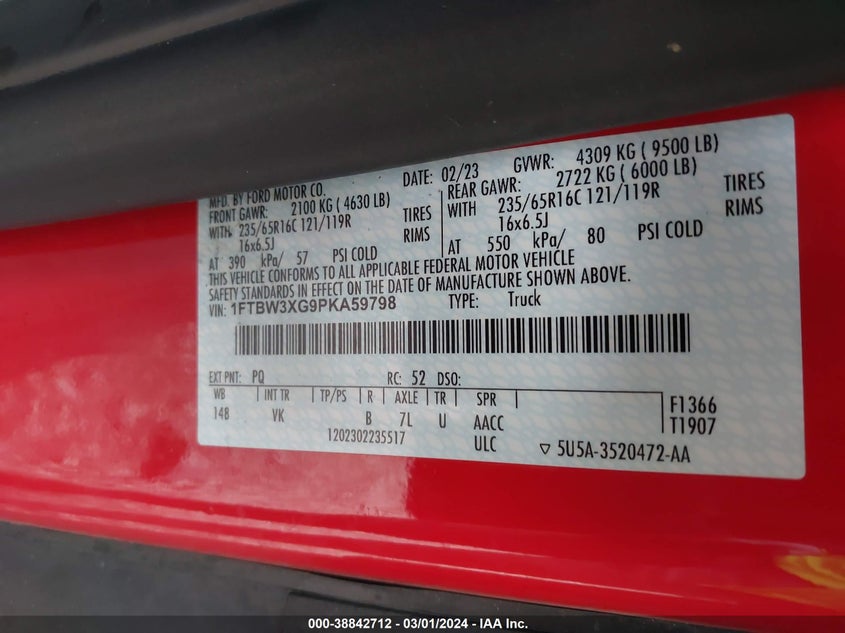 MFD. BY FORD MOTOR CO. DATE: 02/23 GVWR: 4309 KG ( 9500 LB)
FRONT GAWR: 2100 KG ( 4630 LB) REAR GAWR: 2722 KG ( 6000 LB)
WITH 235/65R16C 121/119R TIRES WITH 235/65R16C 121/119R TIRES
16x6.5J RIMS 16x6.5J RIMS
AT 390 kPa/ 57 PSI COLD AT 550 kPa/ 80 PSI COLD
THIS VEHICLE CONFORMS TO ALL APPLICABLE FEDERAL MOTOR VEHICLE
SAFETY STANDARDS IN EFFECT ON THE DATE OF MANUFACTURE SHOWN ABOVE.
VIN: 1FTBW3XG9PKA59798 TYPE: Truck
EXT PNT: PQ RC: 52 DSO:
WB INT TR TP/PS R AXLE TR SPR F1366
148 VK B 7L U AACC T1907
1202302235517 ULC ▽ 5U5A-3520472-AA
000-38842712 - 03/01/2024 - IAA Inc.